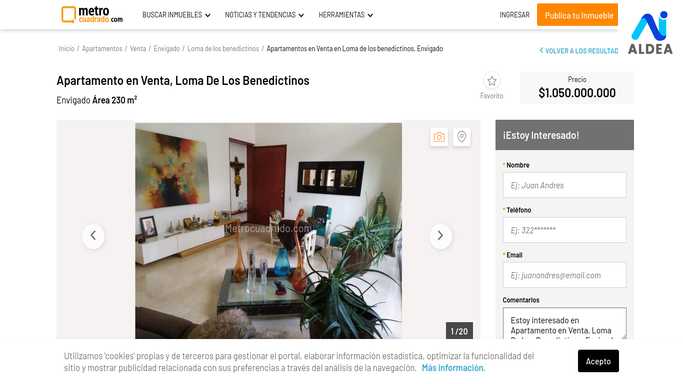 metro
cuadrado.com
BUSCAR INMUEBLES
NOTICIAS Y TENDENCIAS
HERRAMIENTAS
INGRESAR
Publica tu Inmueble
ALDEA
Inicio / Apartamentos / Venta / Envigado / Loma de los benedictinos / Apartamentos en Venta en Loma de los benedictinos, Envigado
VOLVER A LOS RESULTAD
Apartamento en Venta, Loma De Los Benedictinos
Envigado Área 230 m²
Favorito
Precio
$1.050.000.000
Metrocuadrado.com
1 / 20
¡Estoy Interesado!
* Nombre
Ej: Juan Andres
* Teléfono
Ej: 322*******
* Email
Ej: juanandres@email.com
Comentarios
Estoy interesado en
Apartamento en Venta, Loma
Utilizamos 'cookies' propias y de terceros para gestionar el portal, elaborar información estadística, optimizar la funcionalidad del
sitio y mostrar publicidad relacionada con sus preferencias a través del análisis de la navegación. Más información.
Acepto